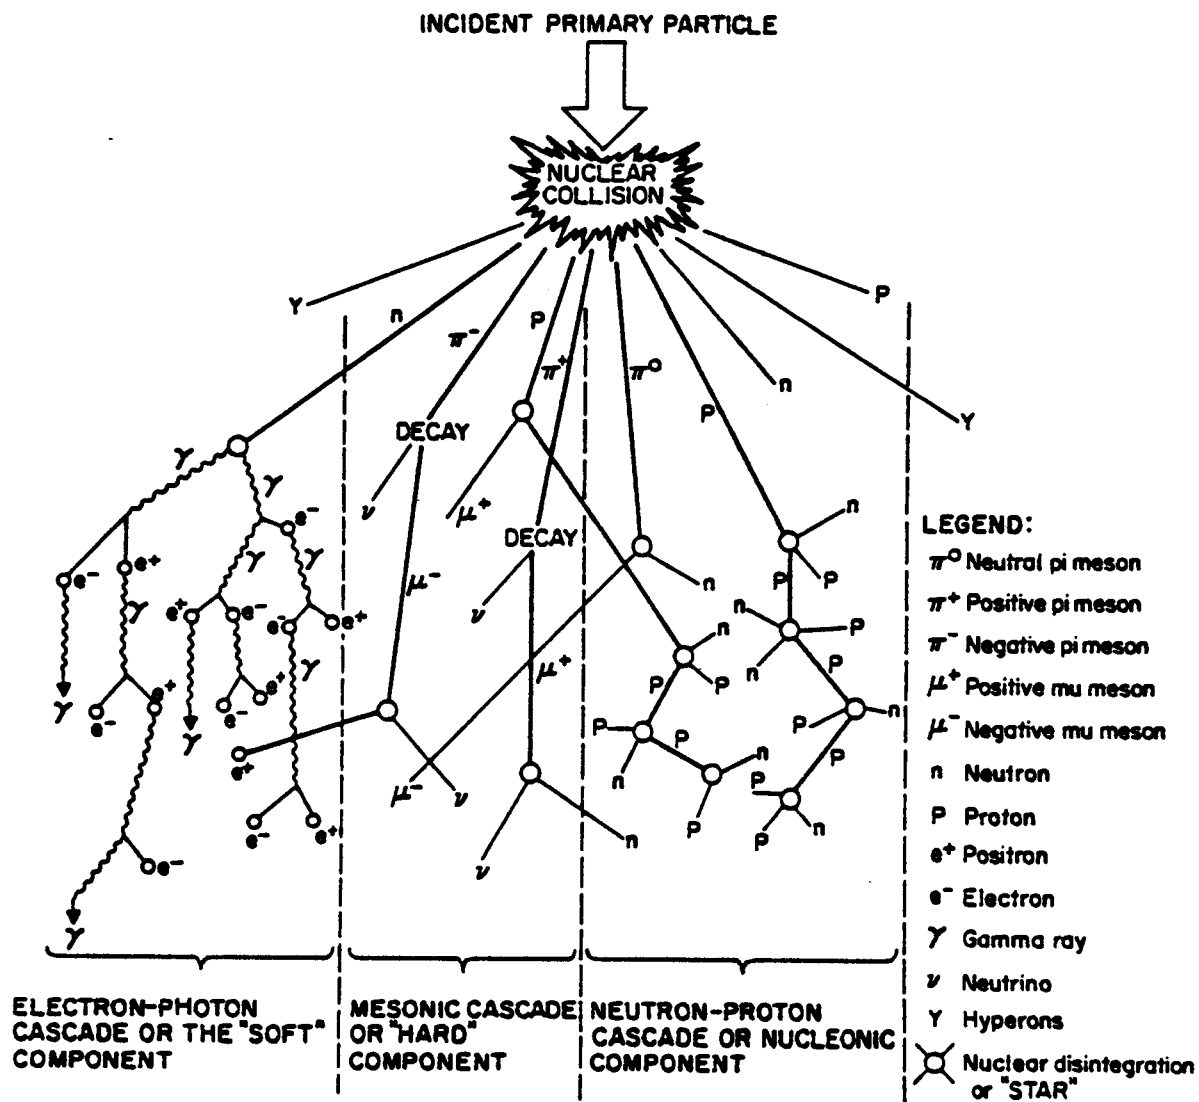 INCIDENT PRIMARY PARTICLE
NUCLEAR
COLLISION
Y
n
π⁻
P
π⁺
π⁰
P
n
P
Y
DECAY
ν
μ⁻
μ⁺
DECAY
ν
μ⁺
n
γ
γ
e⁻
e⁺
γ
γ
e⁻
e⁺
γ
γ
e⁻
γ
e⁺
e⁻
e⁻
e⁺
γ
e⁻
e⁺
γ
e⁻
e⁺
e⁻
γ
e⁺
e⁻
e⁺
μ⁻
ν
ν
n
n
P
P
n
P
n
P
n
P
P
P
n
P
n
P
n
P
P
n
P
P
P
n
LEGEND:
π⁰ Neutral pi meson
π⁺ Positive pi meson
π⁻ Negative pi meson
μ⁺ Positive mu meson
μ⁻ Negative mu meson
n Neutron
P Proton
e⁺ Positron
e⁻ Electron
γ Gamma ray
ν Neutrino
Y Hyperons
Nuclear disintegration
or "STAR"
ELECTRON-PHOTON
CASCADE OR THE "SOFT"
COMPONENT
MESONIC CASCADE
OR "HARD"
COMPONENT
NEUTRON-PROTON
CASCADE OR NUCLEONIC
COMPONENT